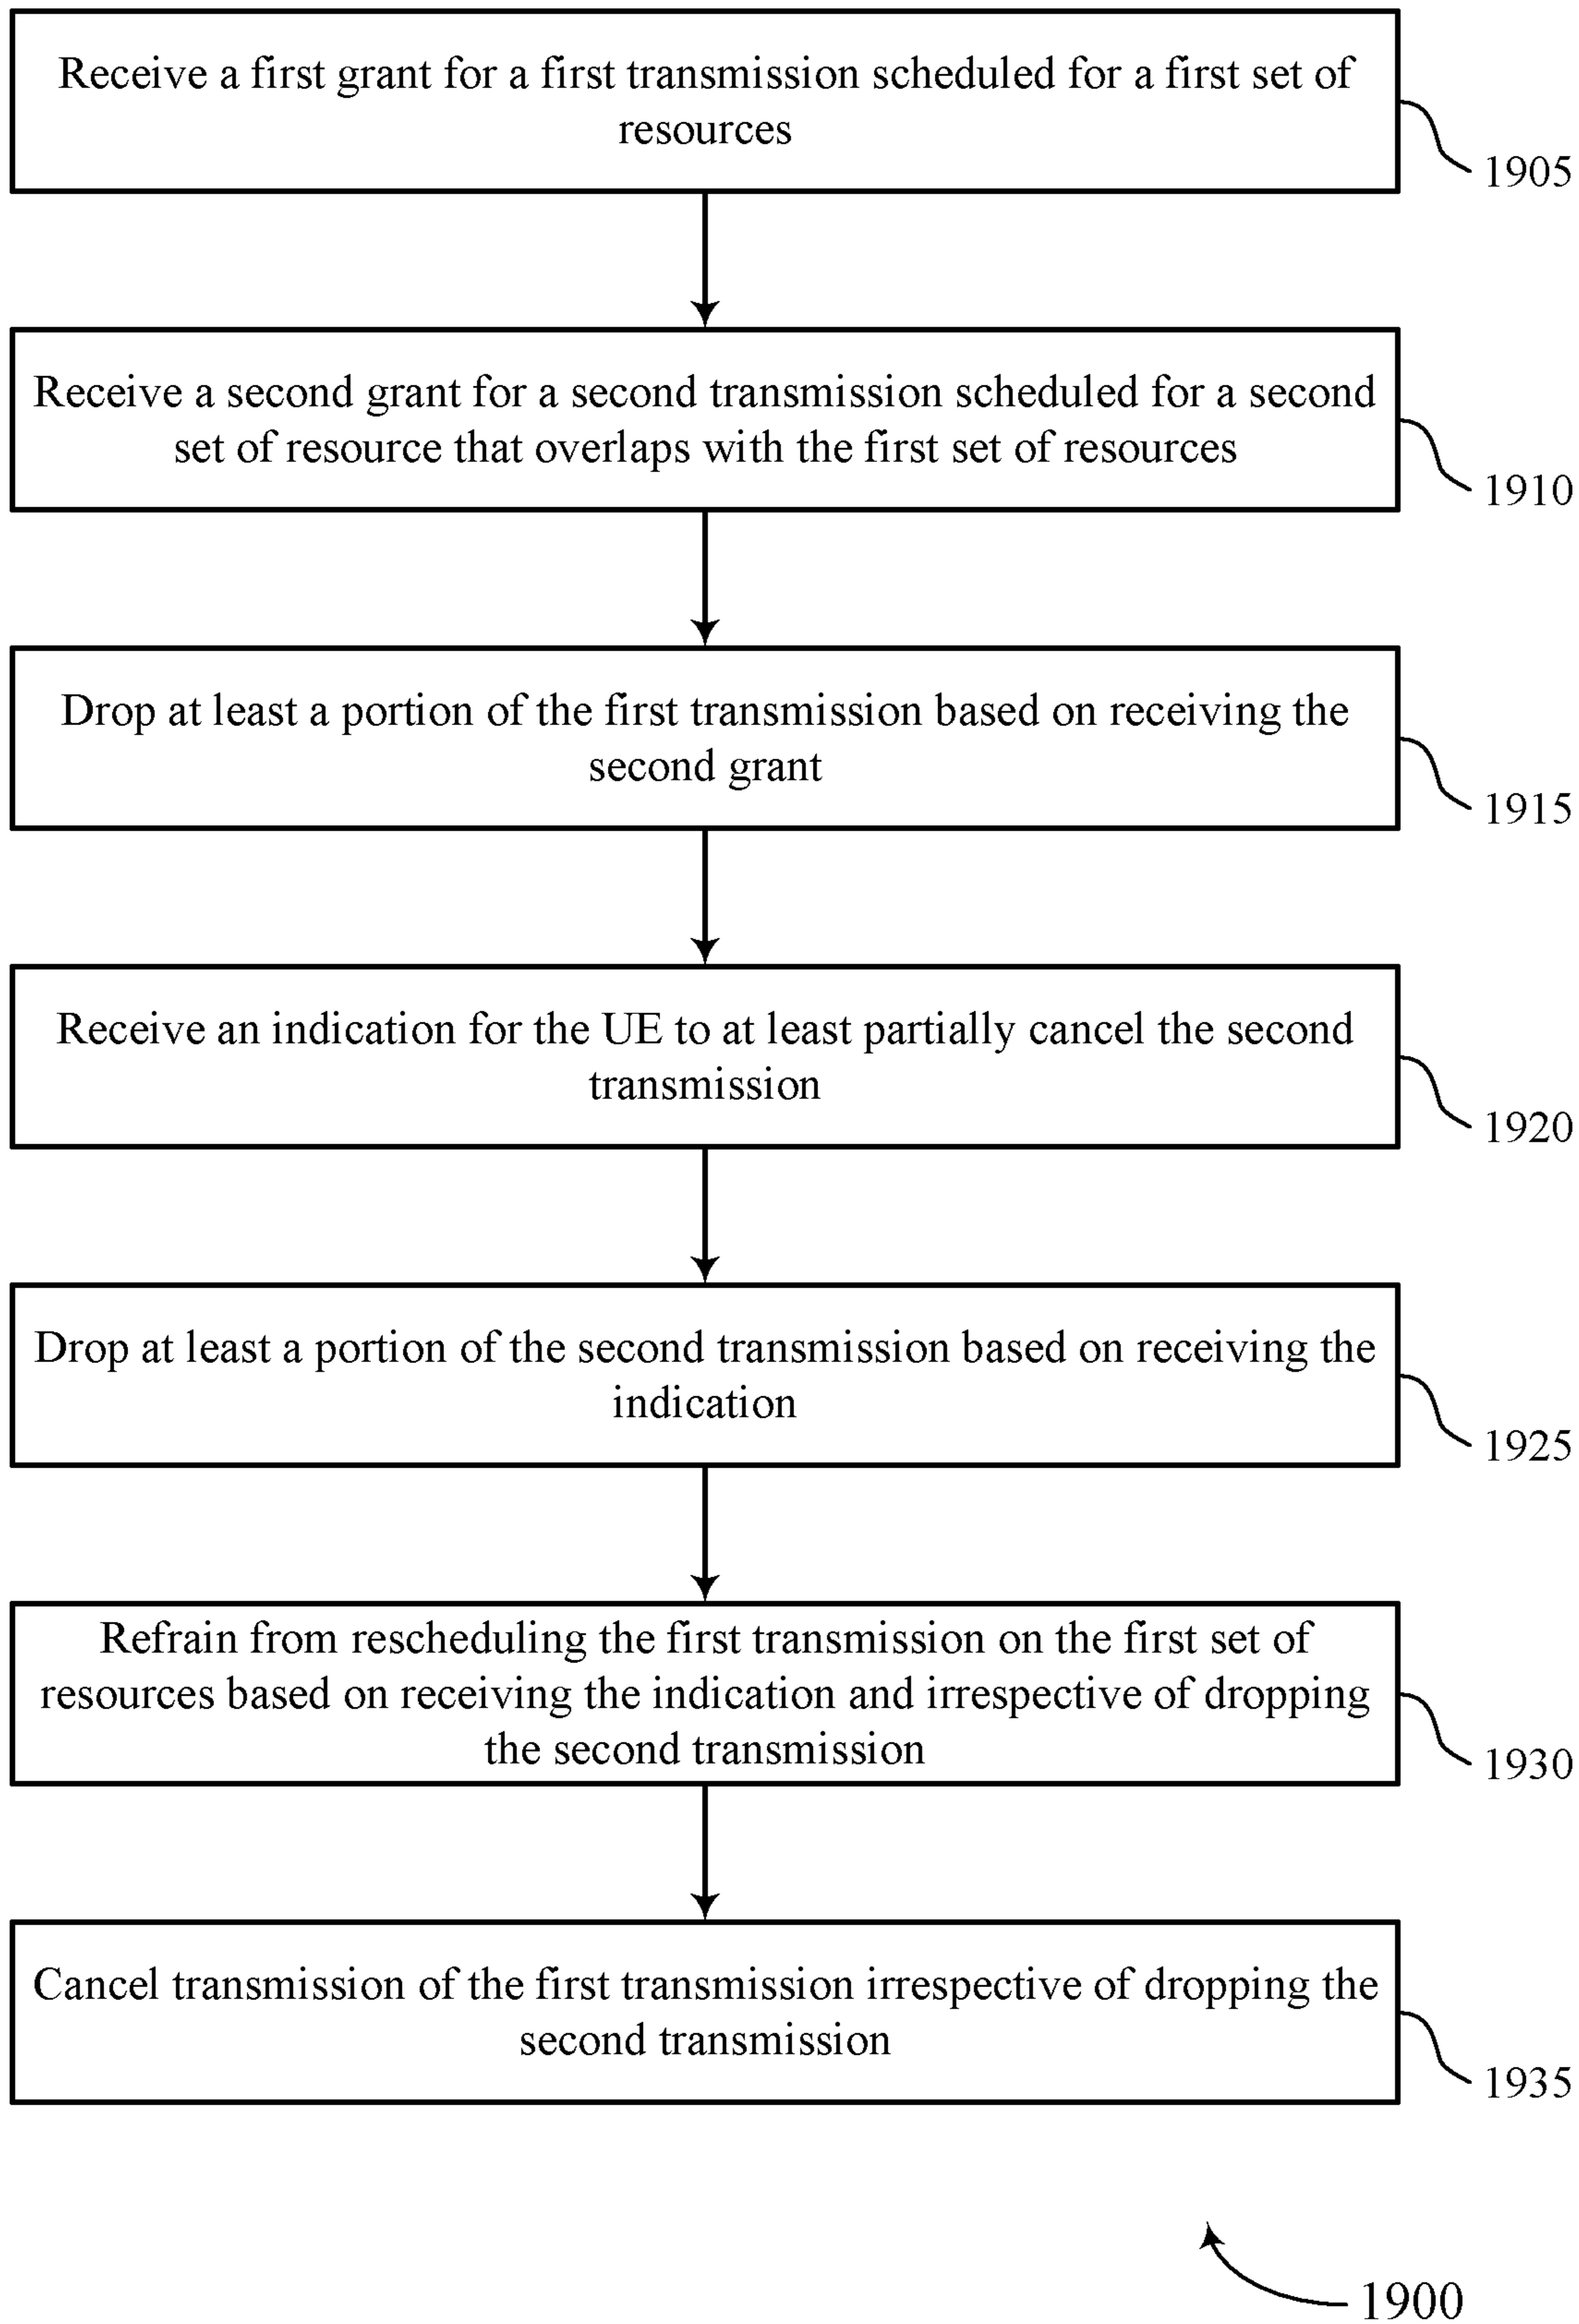 Receive a first grant for a first transmission scheduled for a first set of
resources
1905
Receive a second grant for a second transmission scheduled for a second
set of resource that overlaps with the first set of resources
1910
Drop at least a portion of the first transmission based on receiving the
second grant
1915
Receive an indication for the UE to at least partially cancel the second
transmission
1920
Drop at least a portion of the second transmission based on receiving the
indication
1925
Refrain from rescheduling the first transmission on the first set of
resources based on receiving the indication and irrespective of dropping
the second transmission
1930
Cancel transmission of the first transmission irrespective of dropping the
second transmission
1935
1900